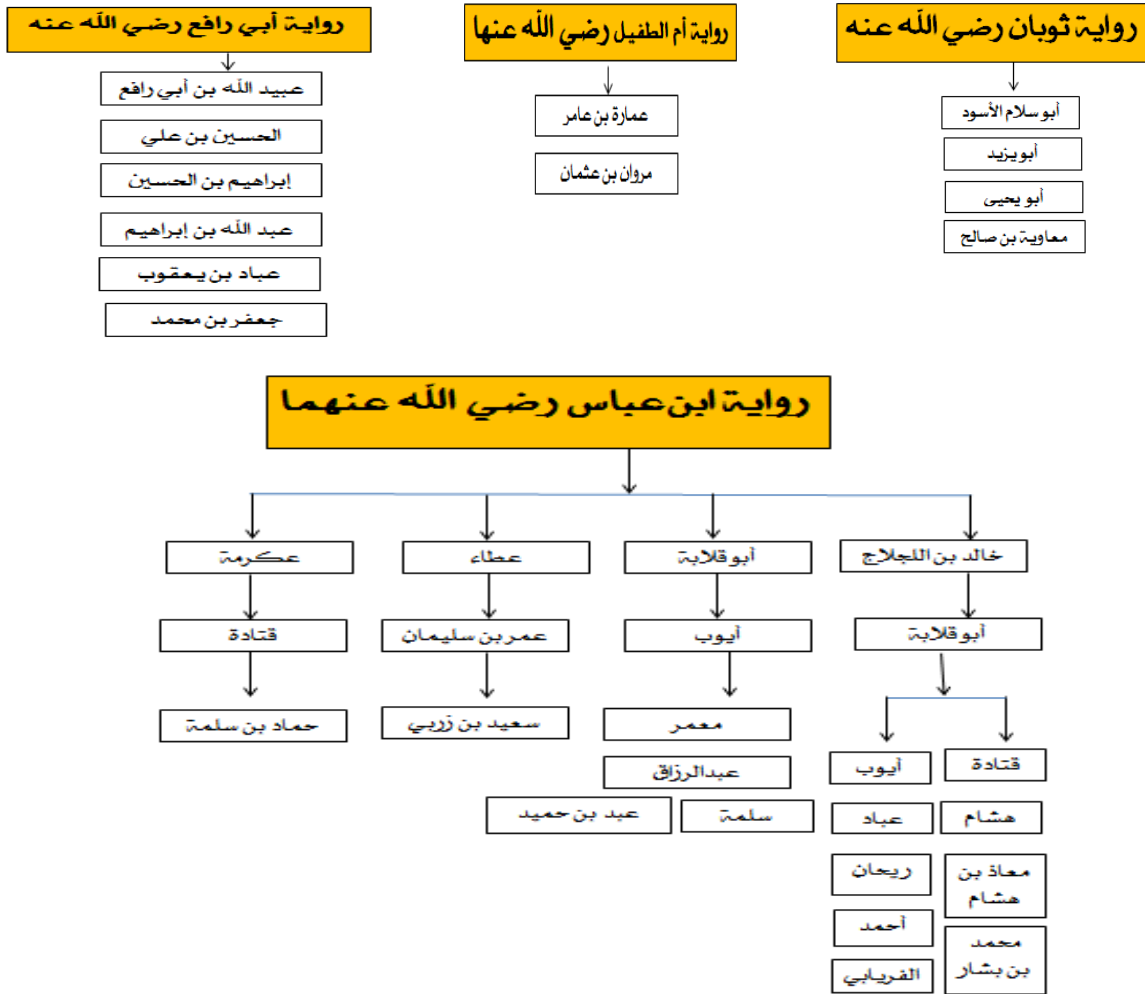 رواية ثوبان رضي الله عنه
أبو سلام الأسود
أبو يزيد
أبو يحيى
معاوية بن صالح
رواية أم الطفيل رضي الله عنها
عمارة بن عامر
مروان بن عثمان
رواية أبي رافع رضي الله عنه
عبيد الله بن أبي رافع
الحسين بن علي
إبراهيم بن الحسين
عبد الله بن إبراهيم
عباد بن يعقوب
جعفر بن محمد
رواية ابن عباس رضي الله عنهما
خالد بن اللجلاج
أبو قلابة
قتادة
هشام
معاذ بن
هشام
محمد
بن بشار
أيوب
عباد
ريحان
أحمد
الفريابي
أبو قلابة
أيوب
معمر
عبدالرزاق
سلمة
عبد بن حميد
عطاء
عمر بن سليمان
سعيد بن زربي
عكرمة
قتادة
حماد بن سلمة